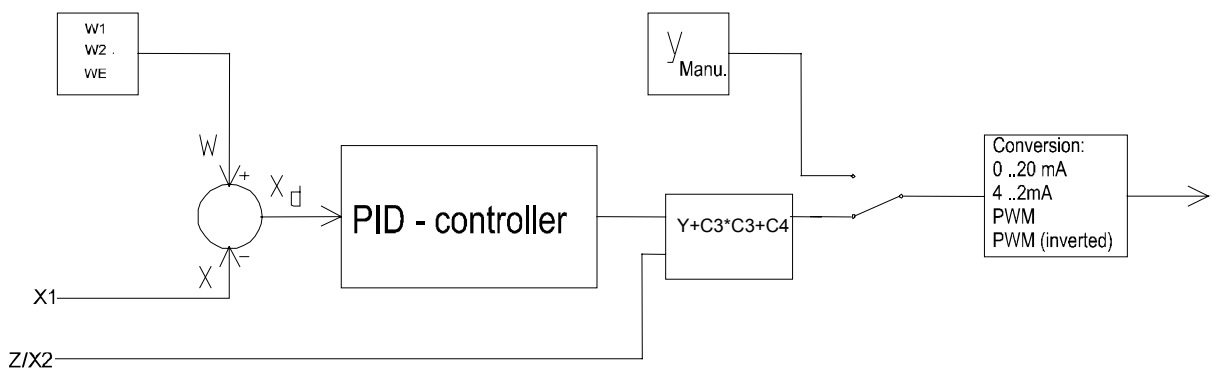 W1
W2 .
WE
y
Manu.
W
+
X
d
PID - controller
Y+C3*C3+C4
Conversion:
0 ..20 mA
4 ..2mA
PWM
PWM (inverted)
X
-
X1
Z/X2